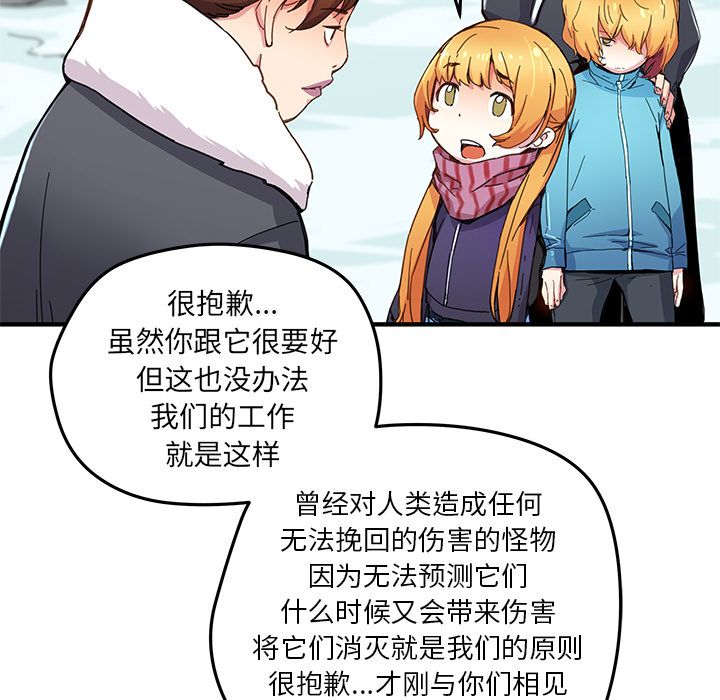 很抱歉...
虽然你跟它很要好
但这也没办法
我们的工作
就是这样
曾经对人类造成任何
无法挽回的伤害的怪物
因为无法预测它们
什么时候又会带来伤害
将它们消灭就是我们的原则
很抱歉...才刚与你们相见